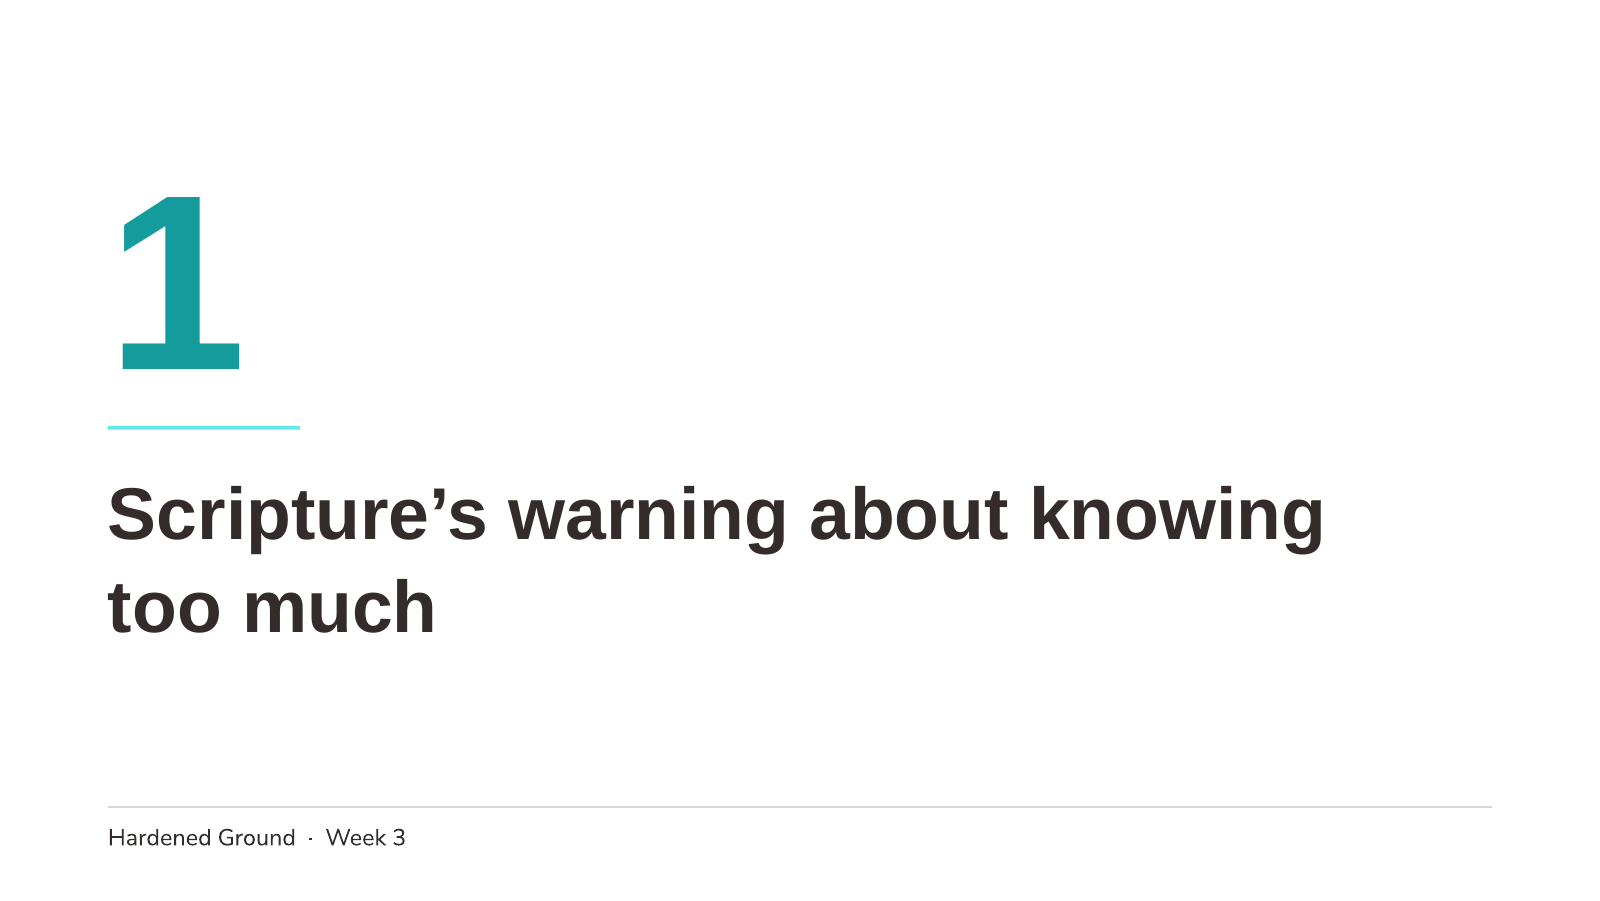 1
Scripture’s warning about knowing
too much
Hardened Ground · Week 3